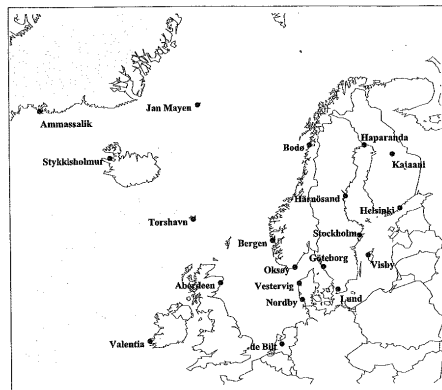 Jan Mayen
Ammassalik
Bodø
Haparanda
Kajaani
Stykkisholmur
Härnösand
Helsinki
Torshavn
Stockholm
Bergen
Göteborg
Visby
Oksøy
Aberdeen
Vestervig
Lund
Nordby
Valentia
de Bilt